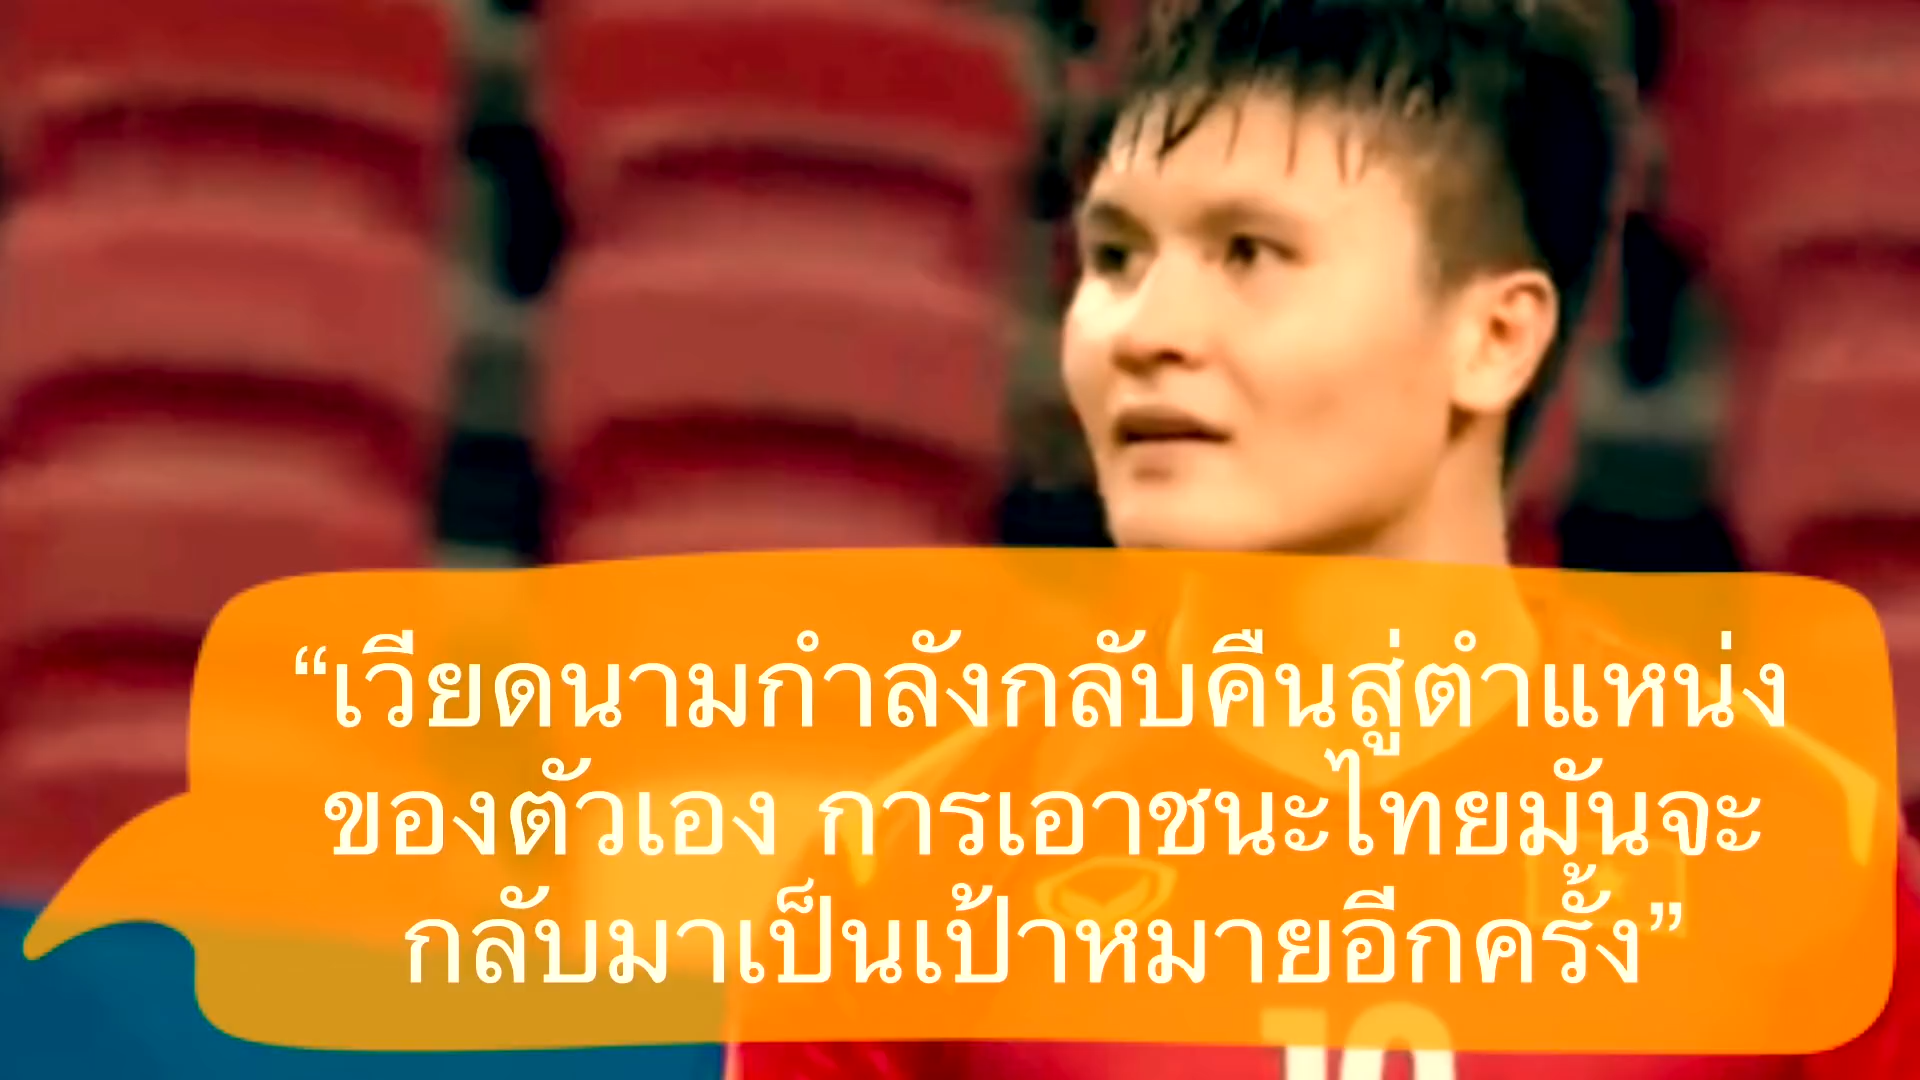 “เวียดนามกำลังกลับคืนสู่ตำแหน่ง
ของตัวเอง การเอาชนะไทยมันจะ
กลับมาเป็นเป้าหมายอีกครั้ง”
19